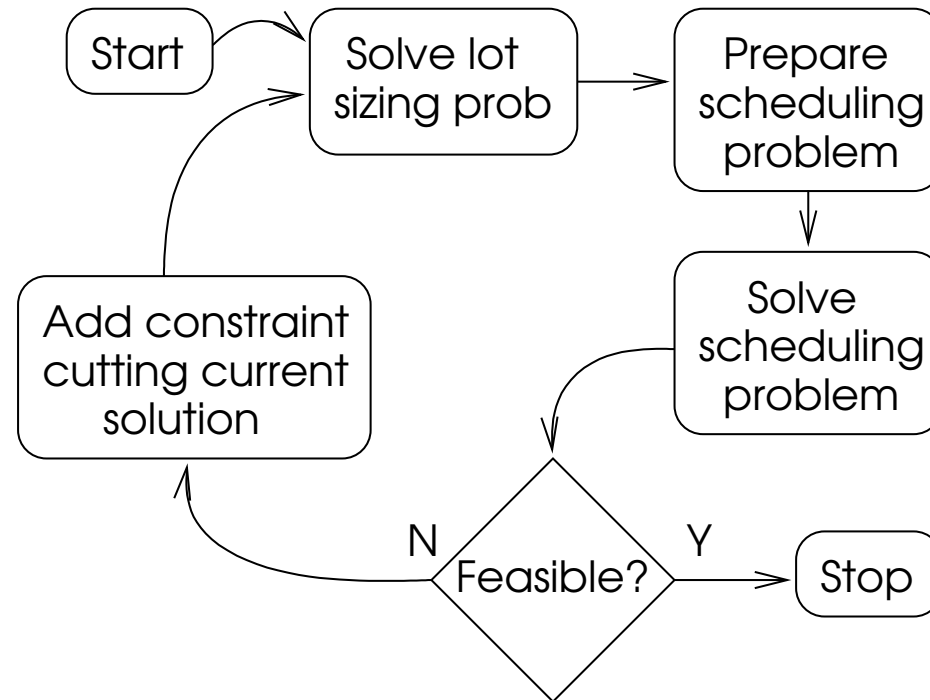 Start
Solve lot
sizing prob
Prepare
scheduling
problem
Solve
scheduling
problem
Add constraint
cutting current
solution
N
Feasible?
Y
Stop